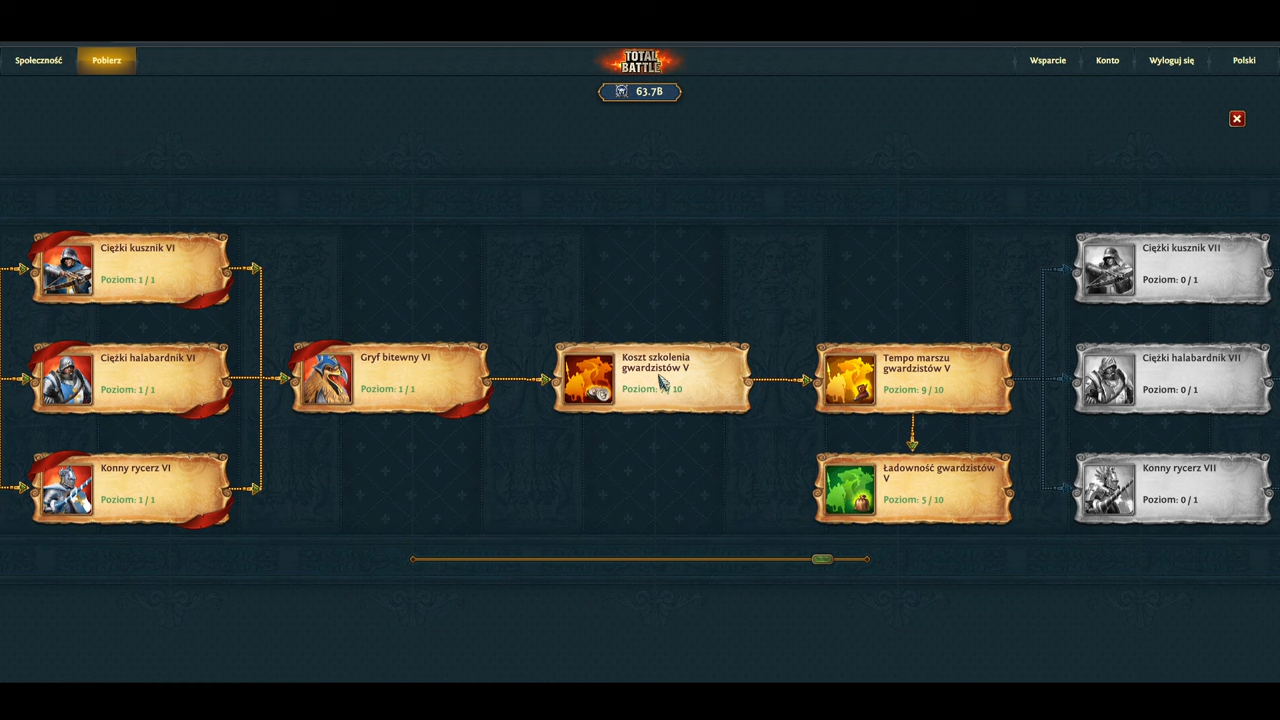 Społeczność
Pobierz
TOTAL
BATTLE
Wsparcie
Konto
Wyloguj się
Polski
63.7B
Ciężki kusznik VI
Poziom: 1 / 1
Ciężki halabardnik VI
Poziom: 1 / 1
Konny rycerz VI
Poziom: 1 / 1
Gryf bitewny VI
Poziom: 1 / 1
Koszt szkolenia
gwardzistów V
Poziom: 10
Tempo marszu
gwardzistów V
Poziom: 9 / 10
Ładowność gwardzistów
V
Poziom: 5 / 10
Ciężki kusznik VII
Poziom: 0 / 1
Ciężki halabardnik VII
Poziom: 0 / 1
Konny rycerz VII
Poziom: 0 / 1